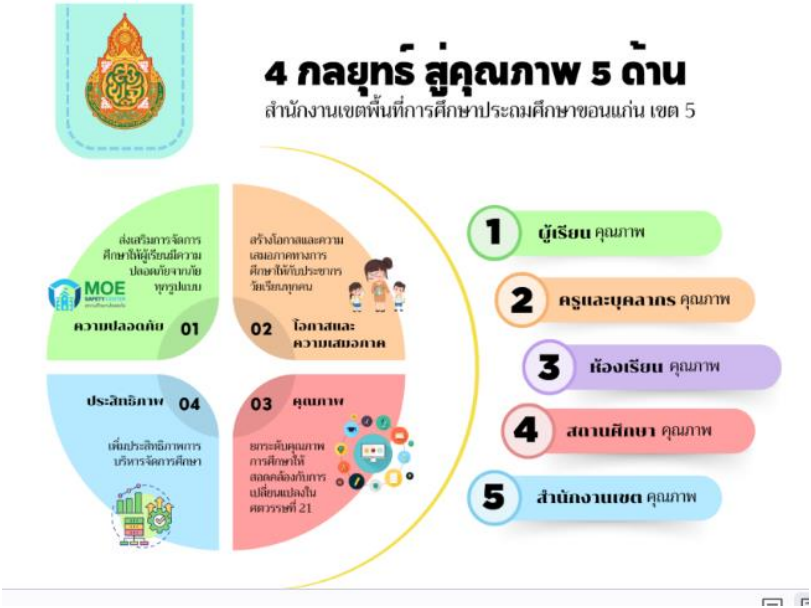 4 กลยุทธ์ สู่คุณภาพ 5 ด้าน
สำนักงานเขตพื้นที่การศึกษาประถมศึกษาขอนแก่น เขต 5
ส่งเสริมการจัดการ
ศึกษาให้ผู้เรียนมีความ
ปลอดภัยจากภัย
ทุกรูปแบบ
MOE
SAFETY CENTER
ความปลอดภัย 01
สร้างโอกาสและความ
เสมอภาคทางการ
ศึกษาให้กับประชากร
วัยเรียนทุกคน
02 โอกาสและ
ความเสมอภาค
03 คุณภาพ
ยกระดับคุณภาพ
การศึกษาให้
สอดคล้องกับการ
เปลี่ยนแปลงใน
ศตวรรษที่ 21
ประสิทธิภาพ 04
เพิ่มประสิทธิภาพการ
บริหารจัดการศึกษา
1 ผู้เรียน คุณภาพ
2 ครูและบุคลากร คุณภาพ
3 ห้องเรียน คุณภาพ
4 สถานศึกษา คุณภาพ
5 สำนักงานเขต คุณภาพ